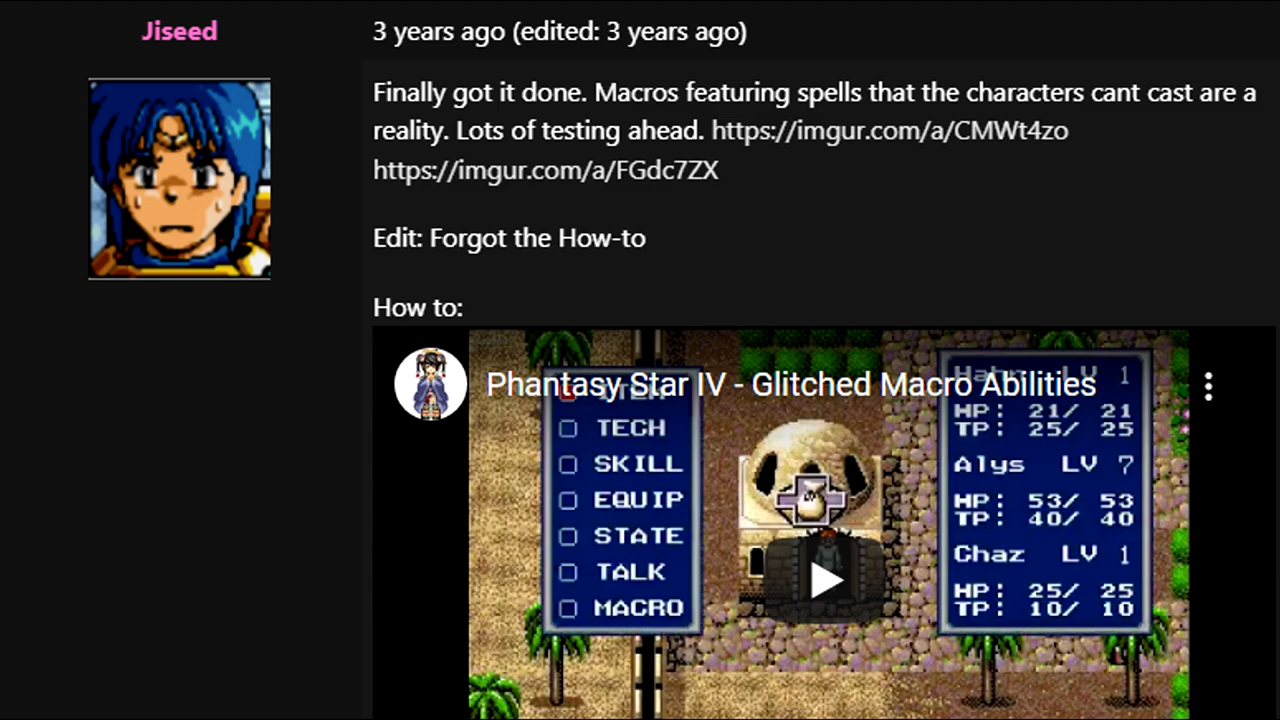 Jiseed
3 years ago (edited: 3 years ago)
Finally got it done. Macros featuring spells that the characters cant cast are a
reality. Lots of testing ahead. https://imgur.com/a/CMWt4zo
https://imgur.com/a/FGdc7ZX
Edit: Forgot the How-to
How to:
Phantasy Star IV - Glitched Macro Abilities
ITEM
TECH
SKILL
EQUIP
STATE
TALK
MACRO
Hahn LV 1
HP: 21/ 21
TP: 25/ 25
Alys LV 7
HP: 53/ 53
TP: 40/ 40
Chaz LV 1
HP: 25/ 25
TP: 10/ 10